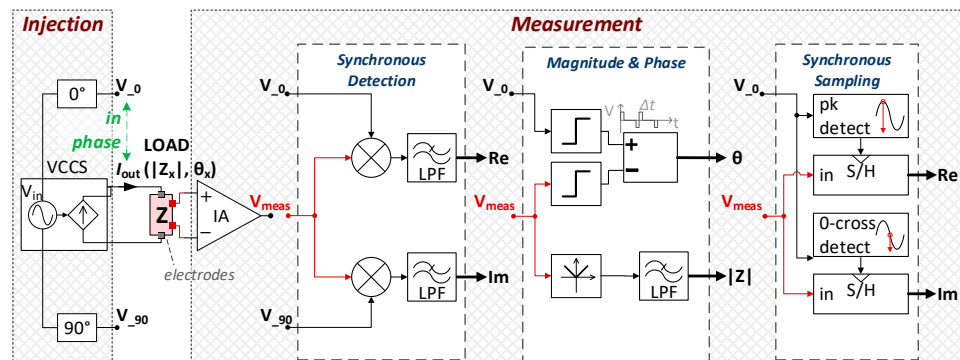 Injection
Measurement
0°
V_0
in
phase
VCCS
V_in
I_out
LOAD
(|Z_x|, θ_x)
Z
electrodes
+
−
IA
V_meas
90°
V_90
Synchronous
Detection
V_0
LPF
Re
V_meas
LPF
Im
V_90
Magnitude & Phase
V_0
V
Δt
t
+
−
θ
V_meas
LPF
|Z|
Synchronous
Sampling
V_0
pk
detect
in
S/H
Re
V_meas
0-cross
detect
in
S/H
Im